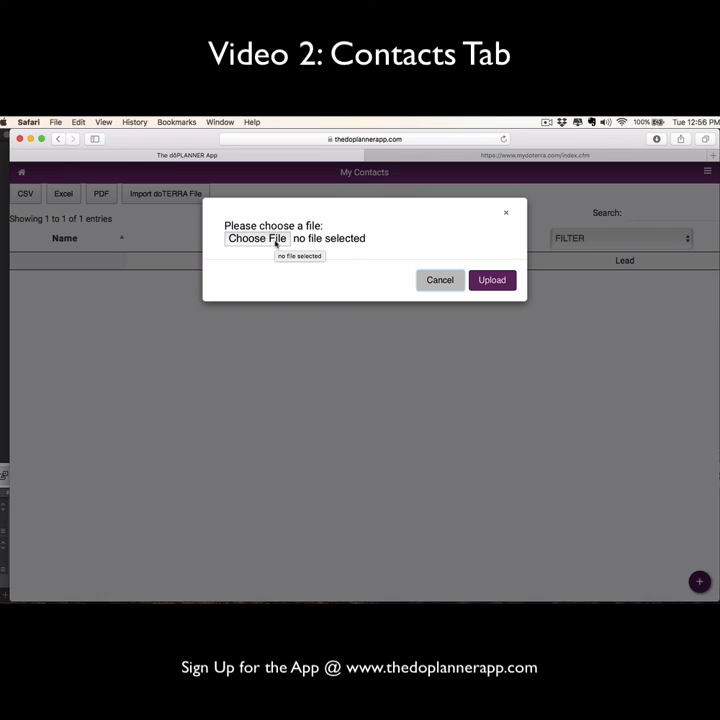 Video 2: Contacts Tab
Safari File Edit View History Bookmarks Window Help 100% Tue 12:56 PM
thedoplannerapp.com
The dōPLANNER App https://www.mydoterra.com/index.cfm
My Contacts
CSV Excel PDF Import doTERRA File
Showing 1 to 1 of 1 entries
Search:
Name
FILTER
Lead
×
Please choose a file:
Choose File no file selected
no file selected
Cancel Upload
+
Sign Up for the App @ www.thedoplannerapp.com